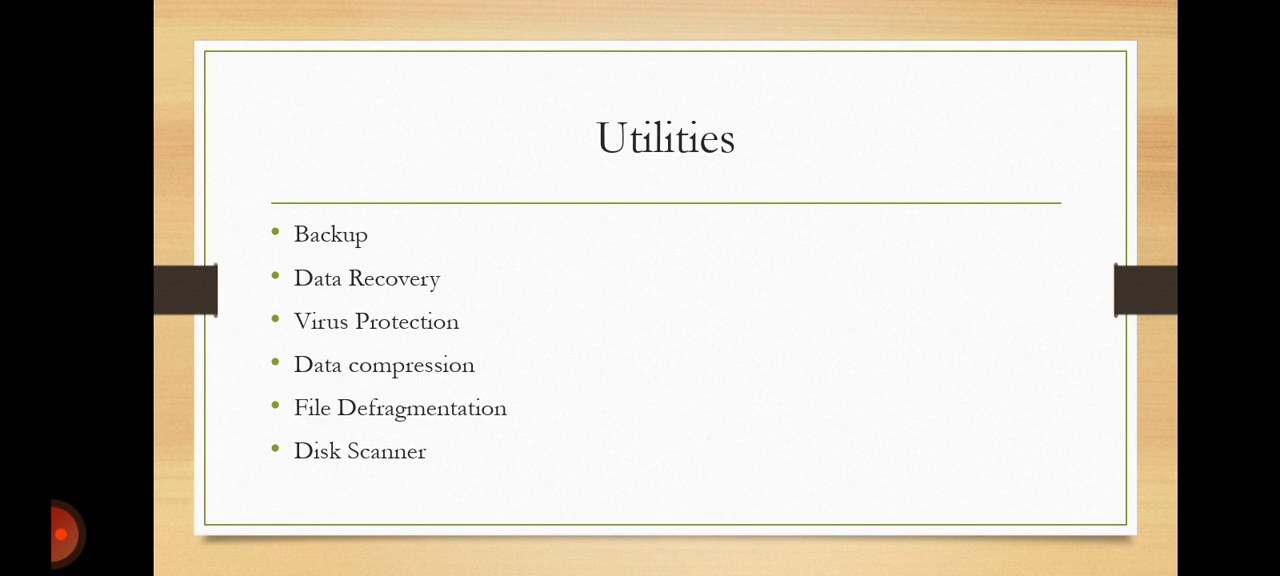 Utilities
Backup
Data Recovery
Virus Protection
Data compression
File Defragmentation
Disk Scanner